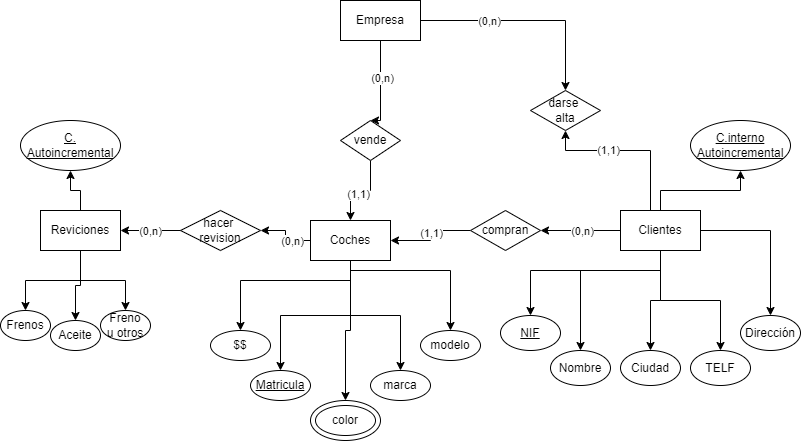 Empresa
(0,n)
(0,n)
darse
alta
vende
(1,1)
C.
Autoincremental
C.interno
Autoincremental
(1,1)
Reviciones
(0,n)
hacer
revision
(0,n)
Coches
(1,1)
compran
(0,n)
Clientes
Frenos
Aceite
Freno
u otros
$$
Matricula
color
marca
modelo
NIF
Nombre
Ciudad
TELF
Dirección